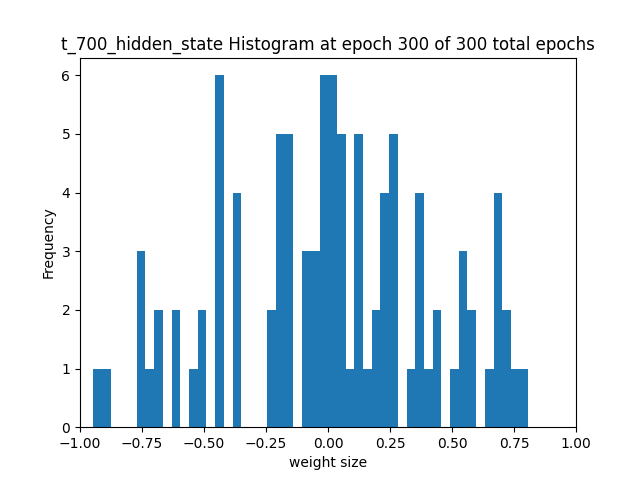 t_700_hidden_state Histogram at epoch 300 of 300 total epochs
6
5
4
3
2
1
0
Frequency
−1.00 −0.75 −0.50 −0.25 0.00 0.25 0.50 0.75 1.00
weight size